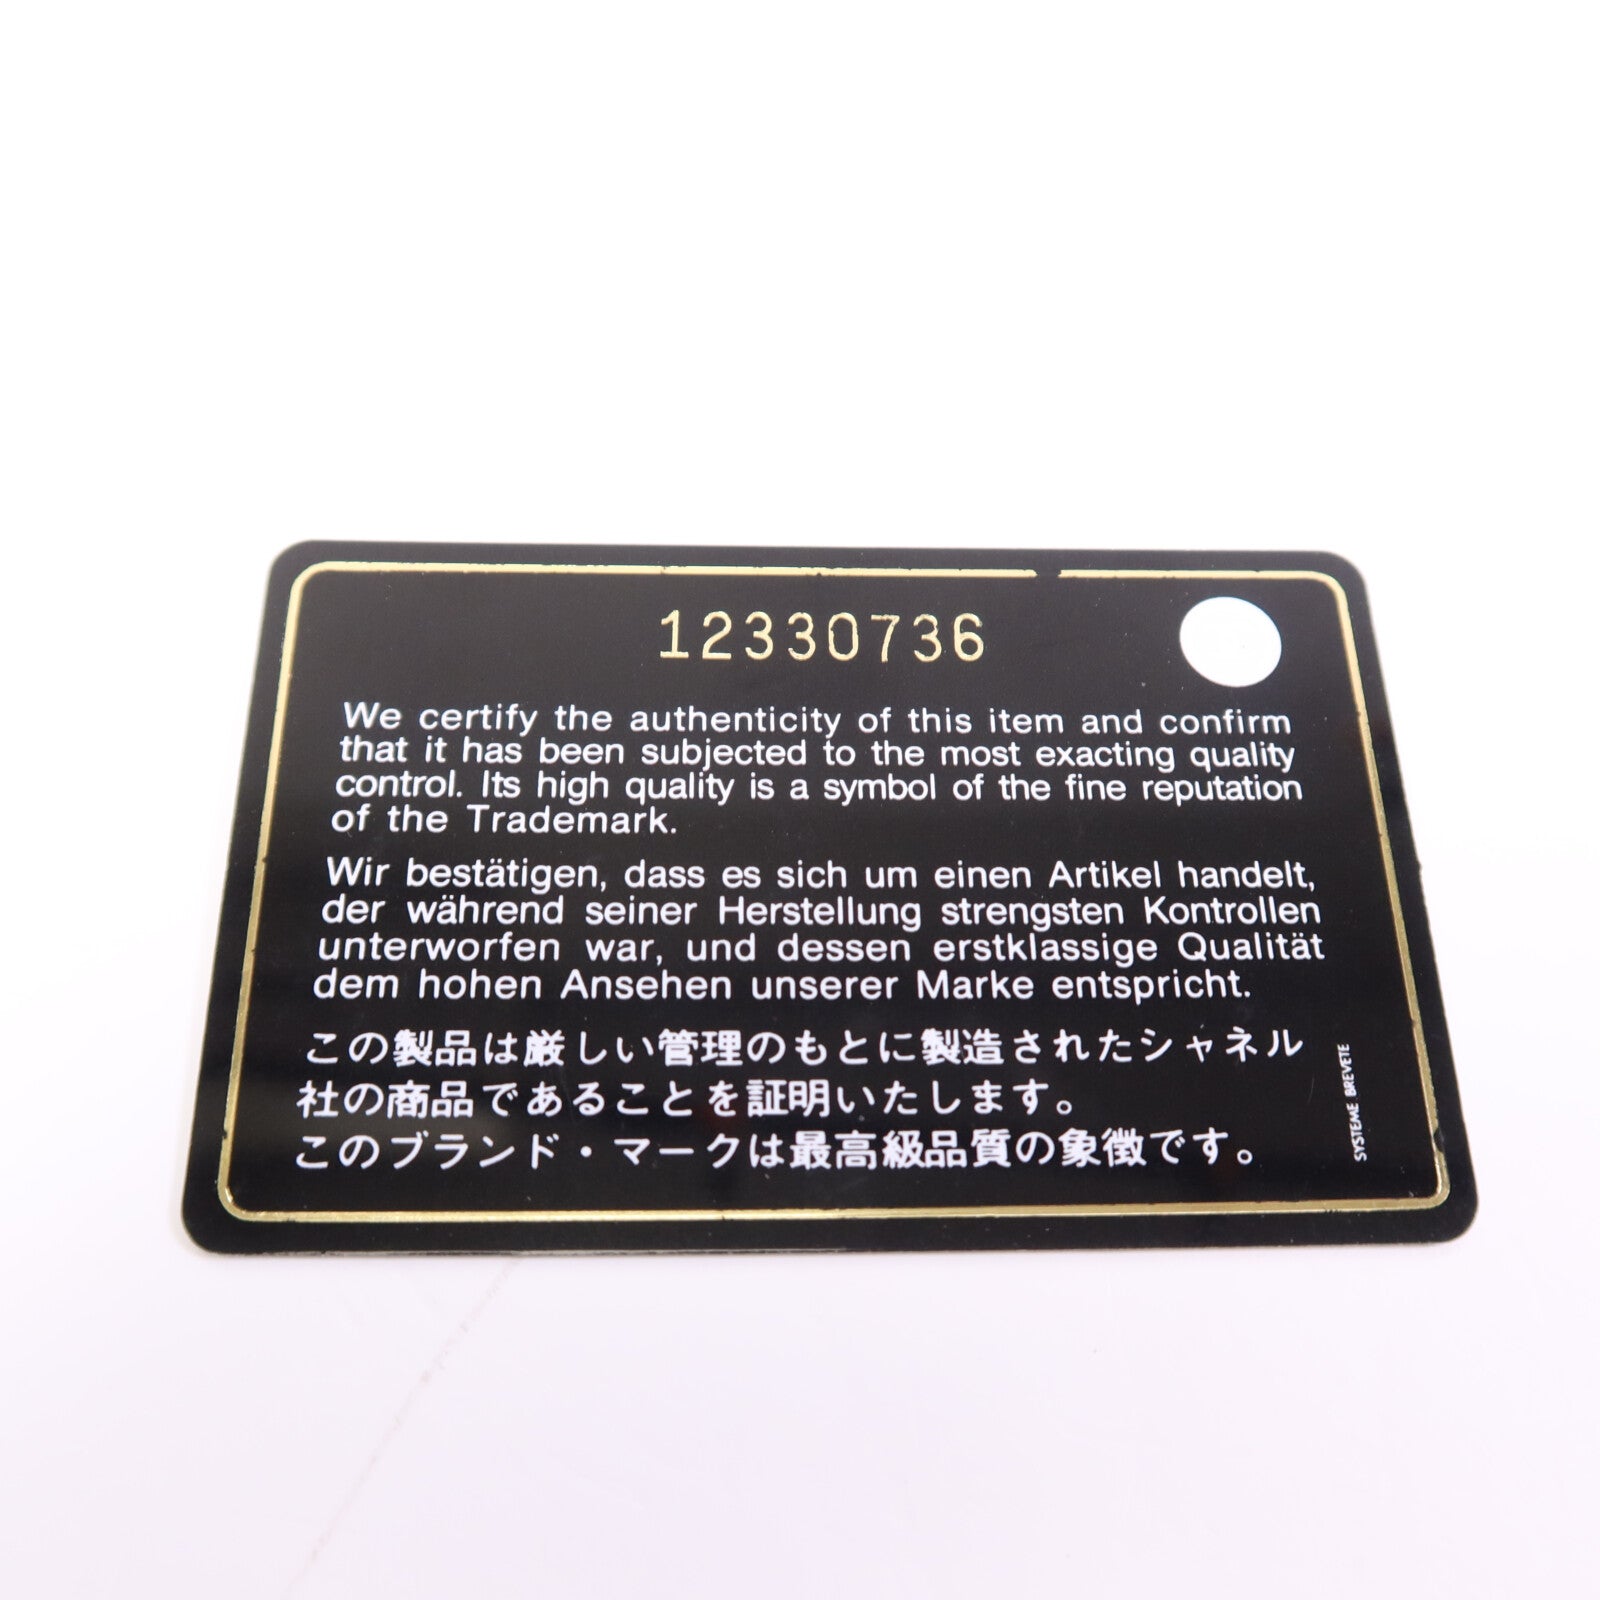 12330736
We certify the authenticity of this item and confirm
that it has been subjected to the most exacting quality
control. Its high quality is a symbol of the fine reputation
of the Trademark.
Wir bestätigen, dass es sich um einen Artikel handelt,
der während seiner Herstellung strengsten Kontrollen
unterworfen war, und dessen erstklassige Qualität
dem hohen Ansehen unserer Marke entspricht.
この製品は厳しい管理のもとに製造されたシャネル
社の商品であることを証明いたします。
このブランド・マークは最高級品質の象徴です。
SYSTEME BREVETE